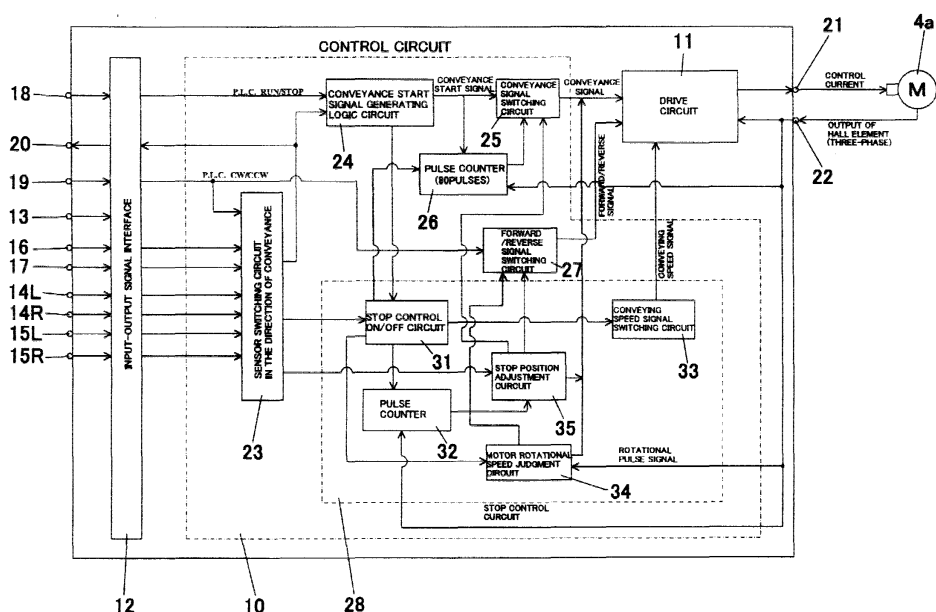 CONTROL CIRCUIT
11
21
4a
18
P.L.C. RUN/STOP
CONVEYANCE START
SIGNAL GENERATING
LOGIC CIRCUIT
24
CONVEYANCE
START SIGNAL
CONVEYANCE
SIGNAL
SWITCHING
CIRCUIT
25
CONVEYANCE
SIGNAL
DRIVE
CIRCUIT
CONTROL
CURRENT
M
OUTPUT OF
HALL ELEMENT
(THREE-PHASE)
22
20
19
P.L.C. CW/CCW
PULSE COUNTER
(80PULSES)
26
FORWARD/REVERSE
SIGNAL
13
16
17
14L
14R
15L
15R
INPUT-OUTPUT SIGNAL INTERFACE
SENSOR SWITCHING CIRCUIT
IN THE DIRECTION OF CONVEYANCE
23
FORWARD
/REVERSE
SIGNAL
SWITCHING
CIRCUIT
27
CONVEYING
SPEED SIGNAL
STOP CONTROL
ON/OFF CIRCUIT
31
CONVEYING
SPEED SIGNAL
SWITCHING CIRCUIT
33
STOP POSITION
ADJUSTMENT
CURCUIT
35
PULSE
COUNTER
32
MOTOR ROTATIONAL
SPEED JUDGMENT
CIRCUIT
34
ROTATIONAL
PULSE SIGNAL
STOP CONTROL
CURCUIT
12
10
28